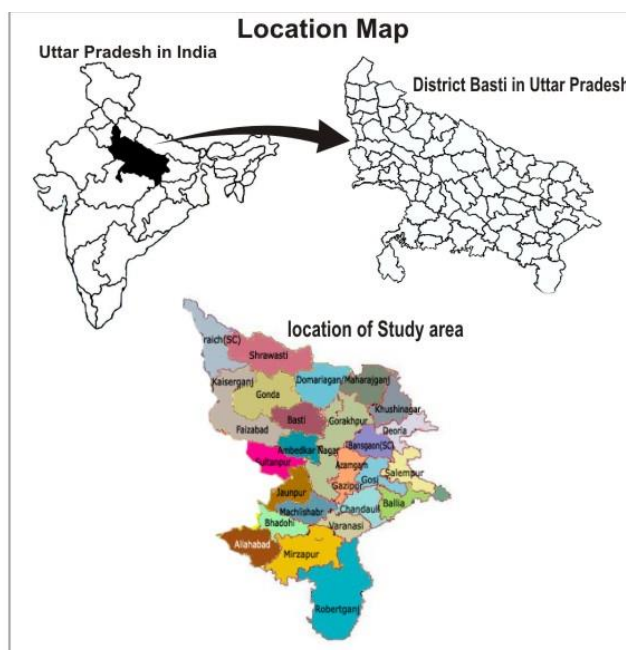 Location Map
Uttar Pradesh in India
District Basti in Uttar Pradesh
location of Study area
raich(SC)
Shrawasti
Kaiserganj
Domariaganj
Maharajganj
Gonda
Khushinagar
Basti
Gorakhpur
Faizabad
Deoria
Ambedkar Nagar
Bansgaon(SC)
Sultanpur
Azamgarh
Salempur
Gazipur
Gosi
Jaunpur
Ballia
Machlishabr
Chandauli
Bhadohi
Varanasi
Allahabad
Mirzapur
Robertganj